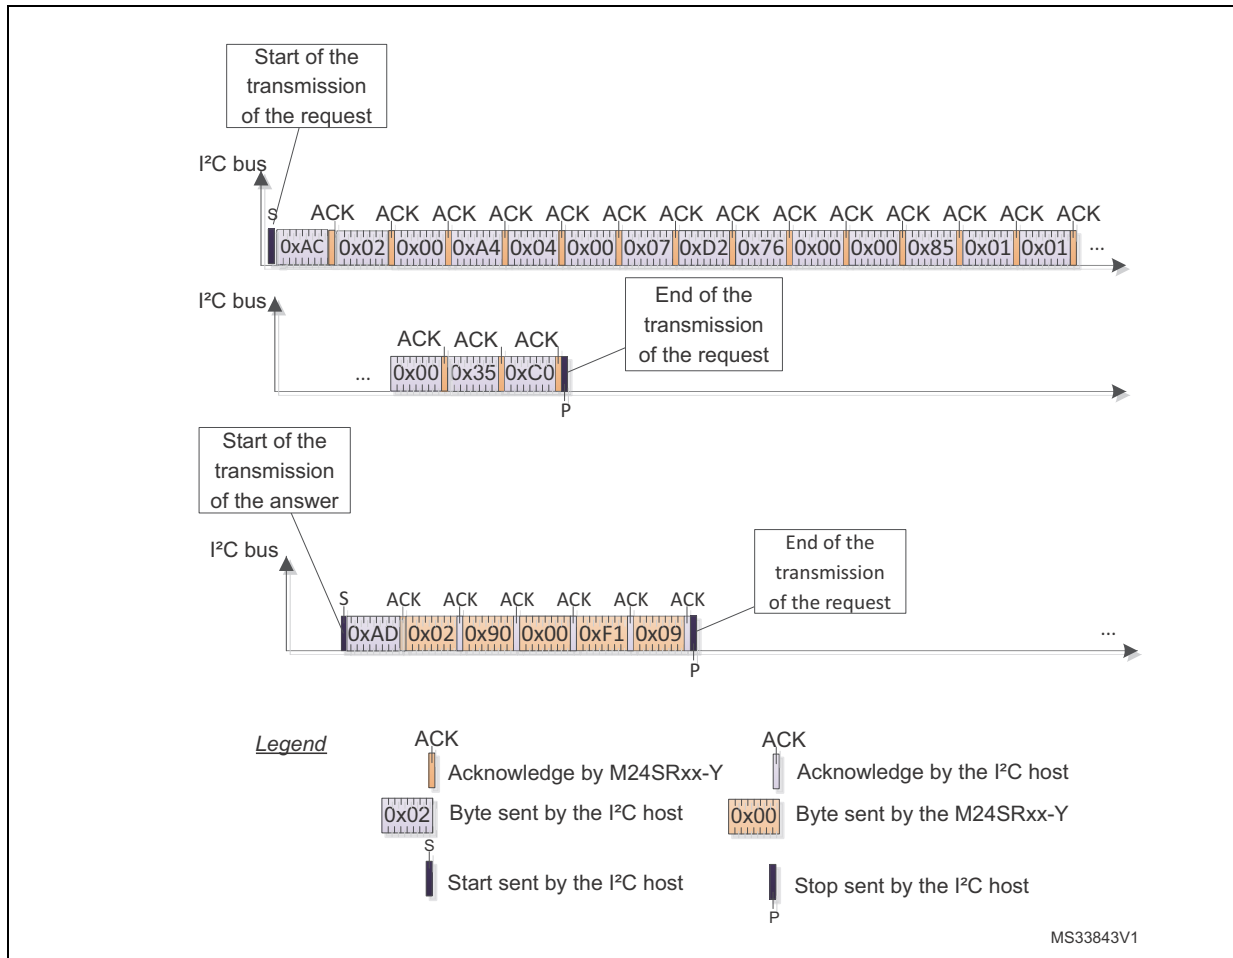 Start of the
transmission
of the request
I²C bus
S
ACK ACK ACK ACK ACK ACK ACK ACK ACK ACK ACK ACK ACK ACK
0xAC 0x02 0x00 0xA4 0x04 0x00 0x07 0xD2 0x76 0x00 0x00 0x85 0x01 0x01 ...
I²C bus
End of the
transmission
of the request
ACK ACK ACK
... 0x00 0x35 0xC0
P
Start of the
transmission
of the answer
I²C bus
End of the
transmission
of the request
S ACK ACK ACK ACK ACK ACK
0xAD 0x02 0x90 0x00 0xF1 0x09 ...
P
Legend
ACK
Acknowledge by M24SRxx-Y
ACK
Acknowledge by the I²C host
0x02 Byte sent by the I²C host
0x00 Byte sent by the M24SRxx-Y
S
Start sent by the I²C host
Stop sent by the I²C host
P
MS33843V1